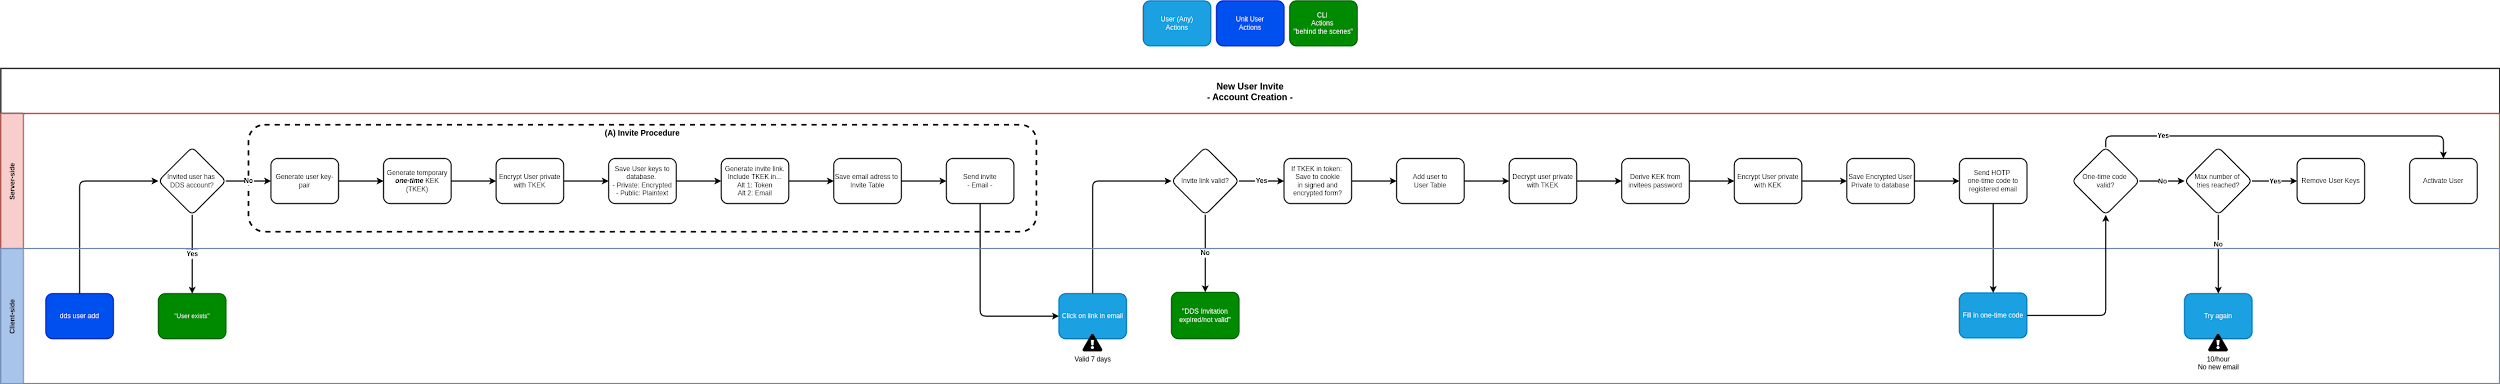 User (Any)
Actions
Unit User
Actions
CLI
Actions
"behind the scenes"
New User Invite
- Account Creation -
Server-side
(A) Invite Procedure
Invited user has
DDS account?
No
Yes
Generate user key-
pair
Generate temporary
one-time KEK
(TKEK)
Encrypt User private
with TKEK
Save User keys to
database.
- Private: Encrypted
- Public: Plaintext
Generate invite link.
Include TKEK in...
Alt 1: Token
Alt 2: Email
Save email adress to
Invite Table
Send invite
- Email -
Invite link valid?
Yes
No
If TKEK in token:
Save to cookie
in signed and
encrypted form?
Add user to
User Table
Decrypt user private
with TKEK
Derive KEK from
invitees password
Encrypt User private
with KEK
Save Encrypted User
Private to database
Send HOTP
one-time code to
registered email
One-time code
valid?
Yes
No
Max number of
tries reached?
Yes
No
Remove User Keys
Activate User
Client-side
dds user add
"User exists"
Click on link in email
Valid 7 days
"DDS Invitation
expired/not valid"
Fill in one-time code
Try again
10/hour
No new email